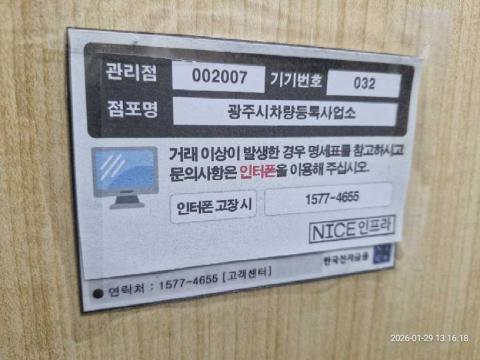 관리점 002007 기기번호 032
점포명 광주시차량등록사업소
거래 이상이 발생한 경우 명세표를 참고하시고
문의사항은 인터폰을 이용해 주십시오.
인터폰 고장 시 1577-4655
NICE인프라
한국전자금융
● 연락처 : 1577-4655 [고객센터]
2026-01-29 13:16:18